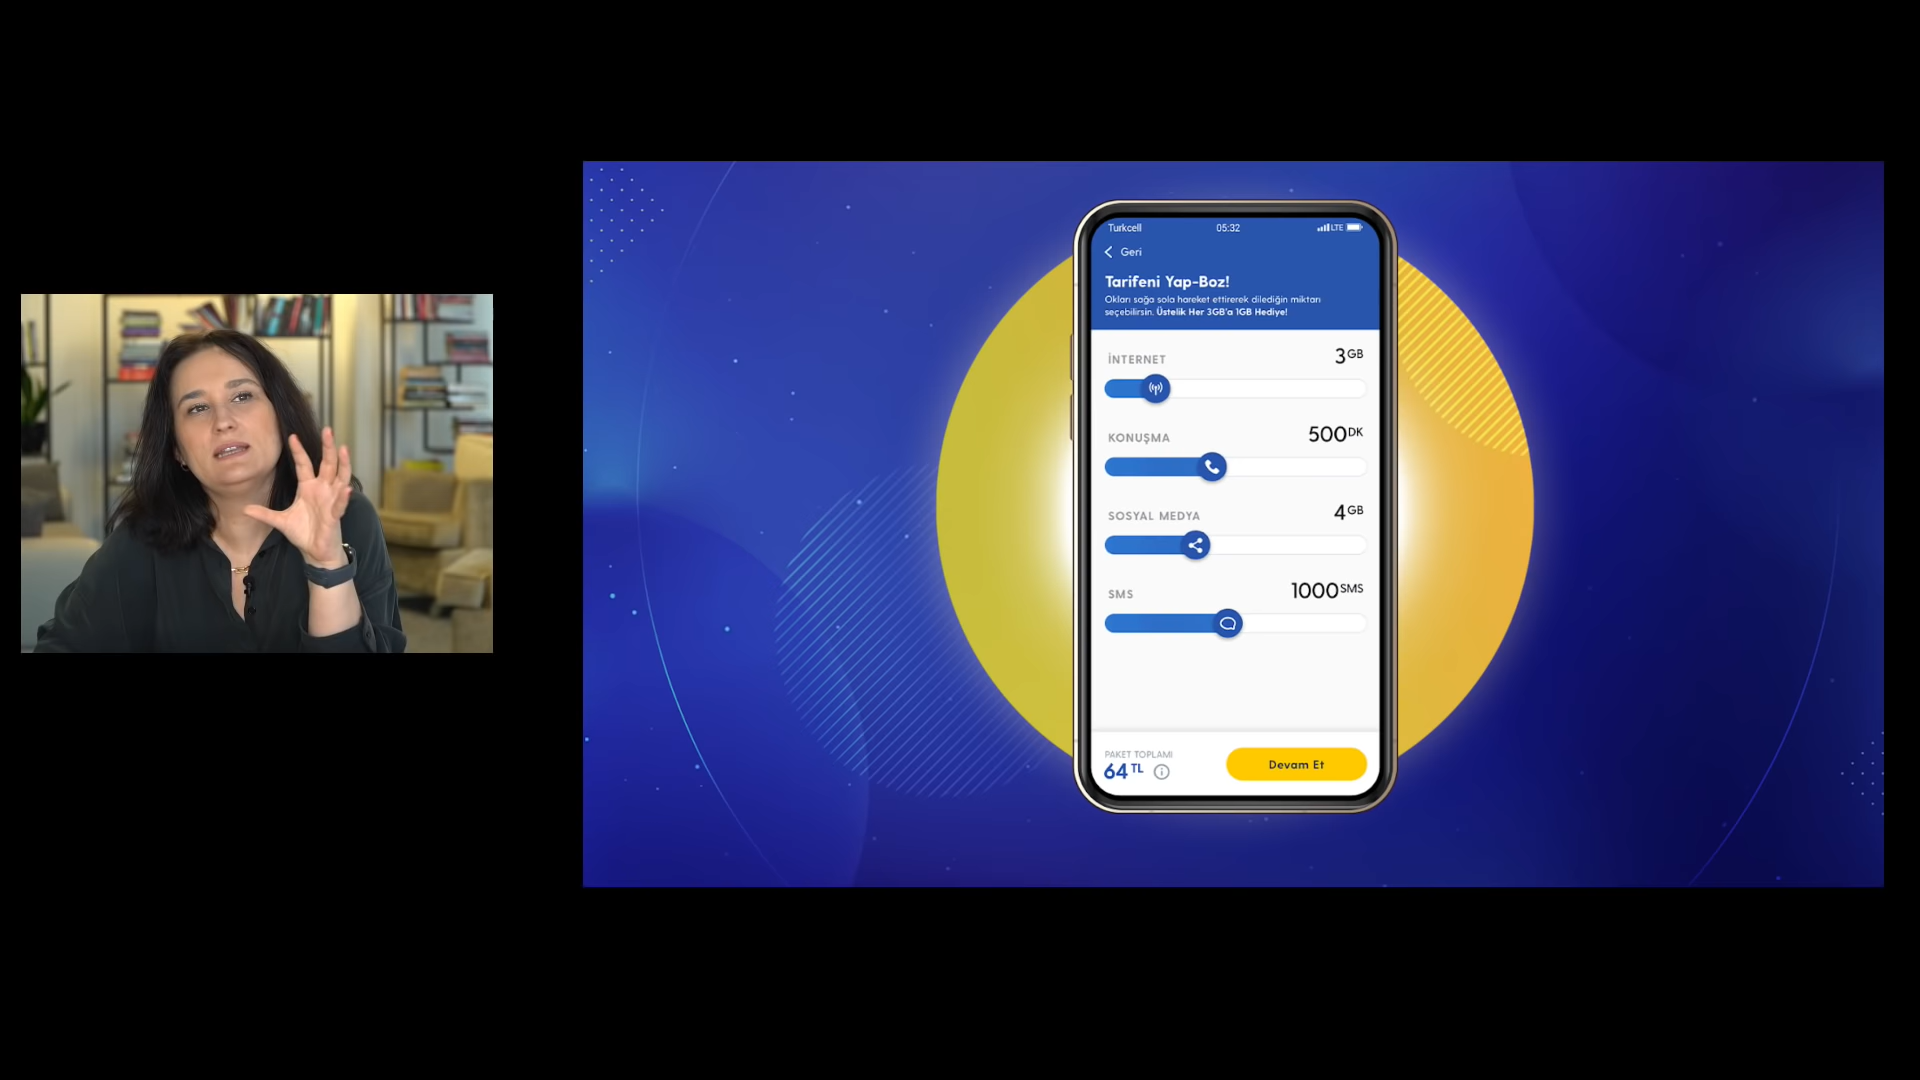 Turkcell 05:32 LTE
Geri
Tarifeni Yap-Boz!
Okları sağa sola hareket ettirerek dilediğin miktarı
seçebilirsin. Üstelik Her 3GB'a 1GB Hediye!
İNTERNET 3GB
KONUŞMA 500DK
SOSYAL MEDYA 4GB
SMS 1000SMS
PAKET TOPLAMI
64TL
Devam Et